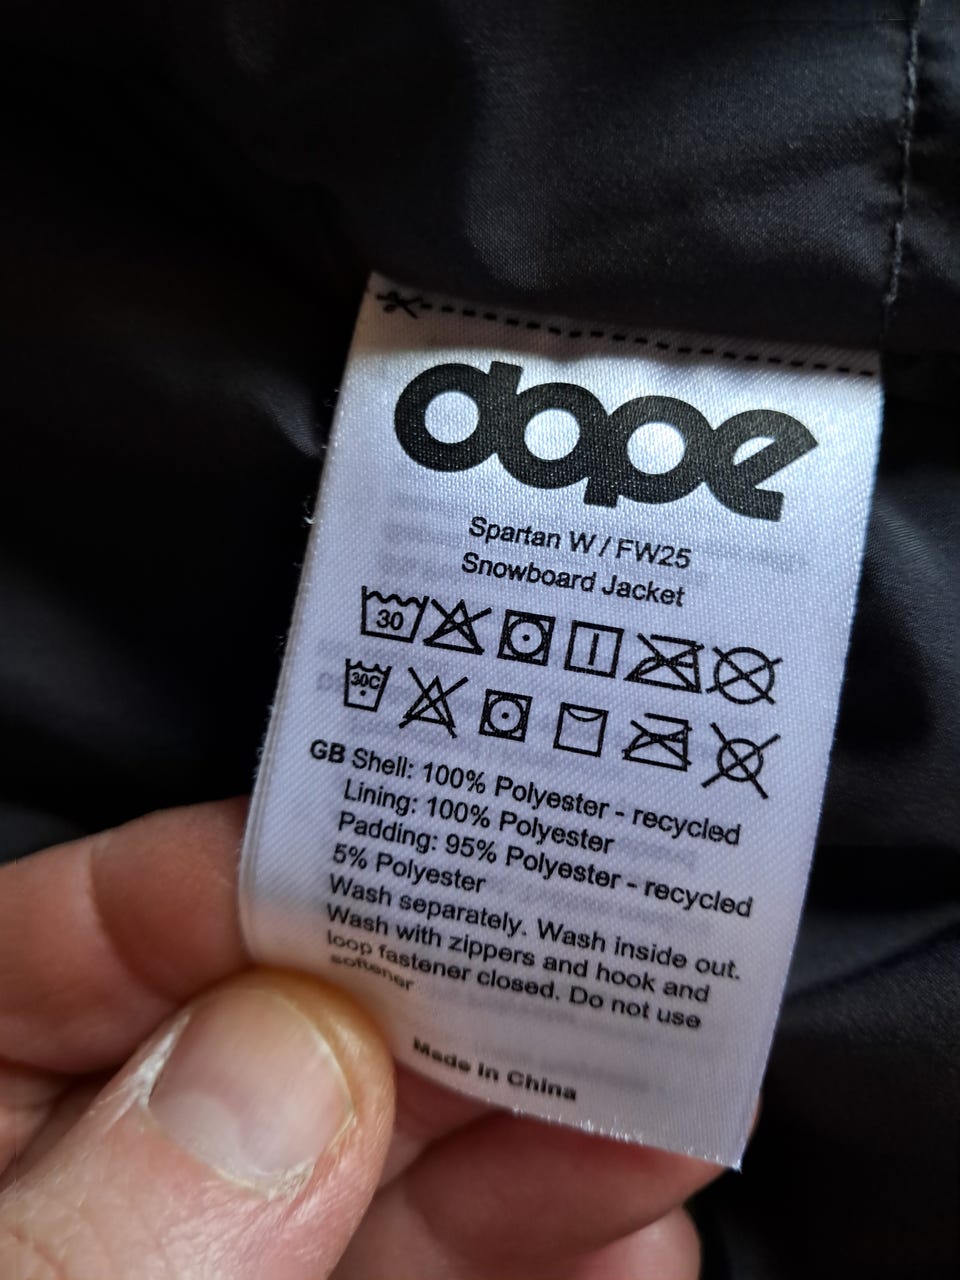 dope
Spartan W / FW25
Snowboard Jacket
30
30C
GB Shell: 100% Polyester - recycled
Lining: 100% Polyester
Padding: 95% Polyester - recycled
5% Polyester
Wash separately. Wash inside out.
Wash with zippers and hook and
loop fastener closed. Do not use
softener
Made in China